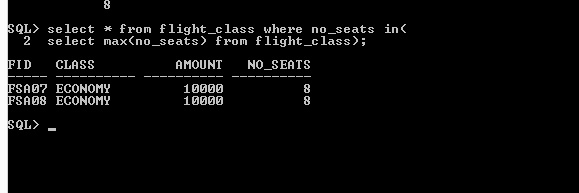 8
SQL> select * from flight_class where no_seats in(
2 select max(no_seats) from flight_class);
FID CLASS AMOUNT NO_SEATS
----- ---------- ---------- ----------
FSA07 ECONOMY 10000 8
FSA08 ECONOMY 10000 8
SQL> _